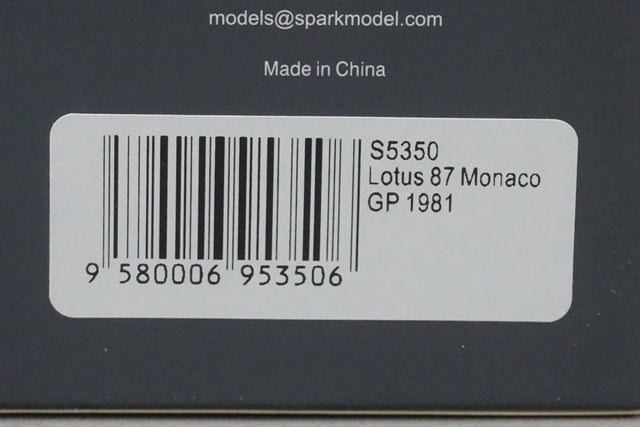 models@sparkmodel.com
Made in China
S5350
Lotus 87 Monaco
GP 1981
9 580006 953506